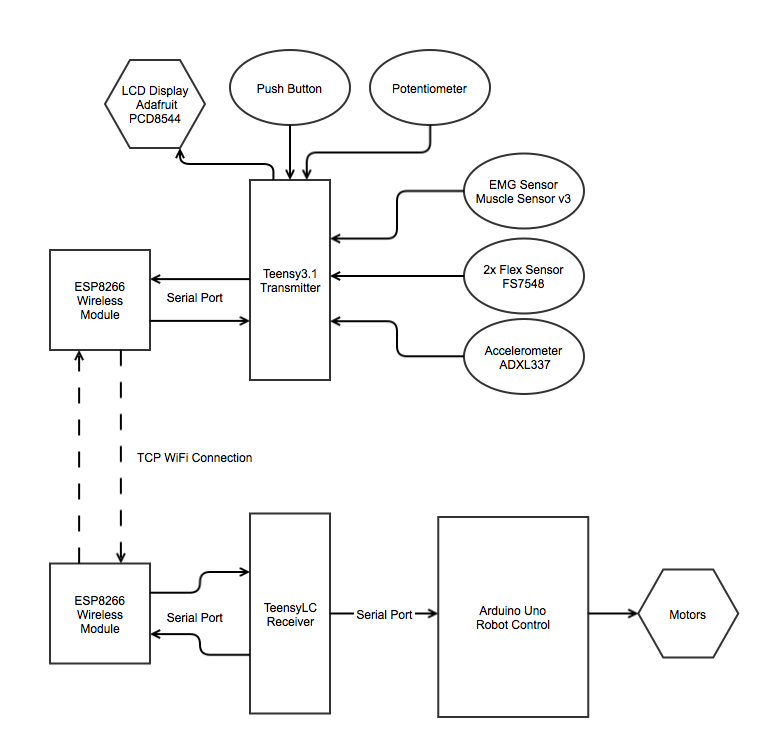 LCD Display
Adafruit
PCD8544
Push Button
Potentiometer
EMG Sensor
Muscle Sensor v3
2x Flex Sensor
FS7548
Accelerometer
ADXL337
Teensy3.1
Transmitter
ESP8266
Wireless
Module
Serial Port
TCP WiFi Connection
ESP8266
Wireless
Module
Serial Port
TeensyLC
Receiver
Serial Port
Arduino Uno
Robot Control
Motors